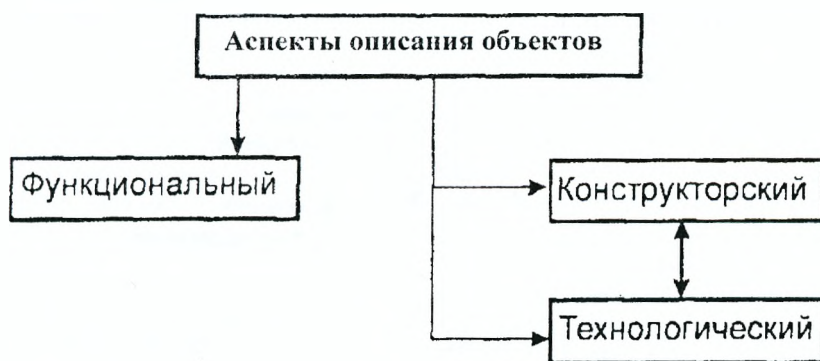 Аспекты описания объектов
Функциональный
Конструкторский
Технологический